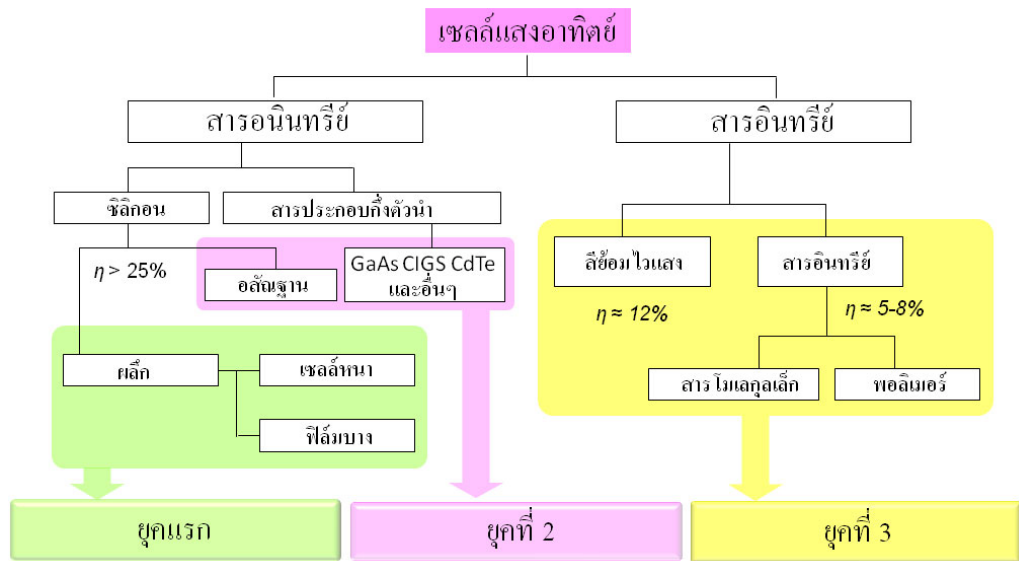 เซลล์แสงอาทิตย์
สารอนินทรีย์
สารอินทรีย์
ซิลิกอน
สารประกอบกึ่งตัวนำ
η > 25%
อสัณฐาน
GaAs CIGS CdTe
และอื่นๆ
สีย้อมไวแสง
สารอินทรีย์
η ≈ 12%
η ≈ 5-8%
ผลึก
เซลล์หนา
ฟิล์มบาง
สารโมเลกุลเล็ก
พอลิเมอร์
ยุคแรก
ยุคที่ 2
ยุคที่ 3